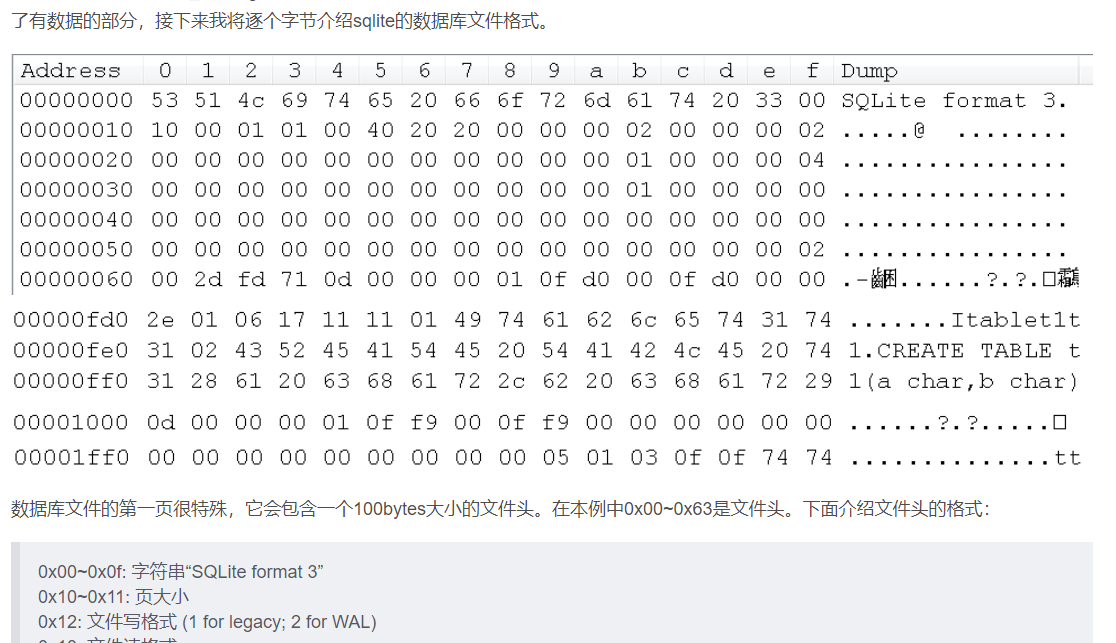 了有数据的部分，接下来我将逐个字节介绍sqlite的数据库文件格式。
Address 0 1 2 3 4 5 6 7 8 9 a b c d e f Dump
00000000 53 51 4c 69 74 65 20 66 6f 72 6d 61 74 20 33 00 SQLite format 3.
00000010 10 00 01 01 00 40 20 20 00 00 00 02 00 00 00 02 .....@  ........
00000020 00 00 00 00 00 00 00 00 00 00 00 01 00 00 00 04 ................
00000030 00 00 00 00 00 00 00 00 00 00 00 01 00 00 00 00 ................
00000040 00 00 00 00 00 00 00 00 00 00 00 00 00 00 00 00 ................
00000050 00 00 00 00 00 00 00 00 00 00 00 00 00 00 00 02 ................
00000060 00 2d fd 71 0d 00 00 00 01 0f d0 00 0f d0 00 00 .-......?.?.□
00000fd0 2e 01 06 17 11 11 01 49 74 61 62 6c 65 74 31 74 .......Itablet1t
00000fe0 31 02 43 52 45 41 54 45 20 54 41 42 4c 45 20 74 1.CREATE TABLE t
00000ff0 31 28 61 20 63 68 61 72 2c 62 20 63 68 61 72 29 1(a char,b char)
00001000 0d 00 00 00 01 0f f9 00 0f f9 00 00 00 00 00 00 ......?.?.....□
00001ff0 00 00 00 00 00 00 00 00 00 05 01 03 0f 0f 74 74 ..............tt
数据库文件的第一页很特殊，它会包含一个100bytes大小的文件头。在本例中0x00~0x63是文件头。下面介绍文件头的格式：
0x00~0x0f: 字符串“SQLite format 3”
0x10~0x11: 页大小
0x12: 文件写格式 (1 for legacy; 2 for WAL)